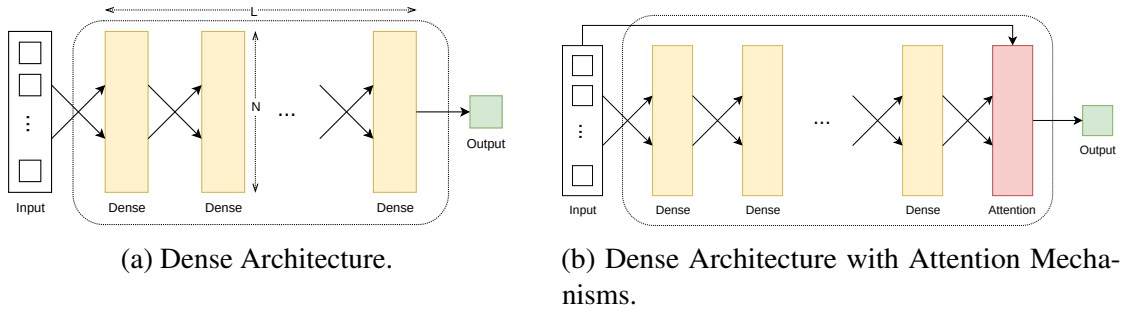 L
N
...
...
Input
Dense
Dense
Dense
Output
(a) Dense Architecture.
...
...
Input
Dense
Dense
Dense
Attention
Output
(b) Dense Architecture with Attention Mecha-
nisms.